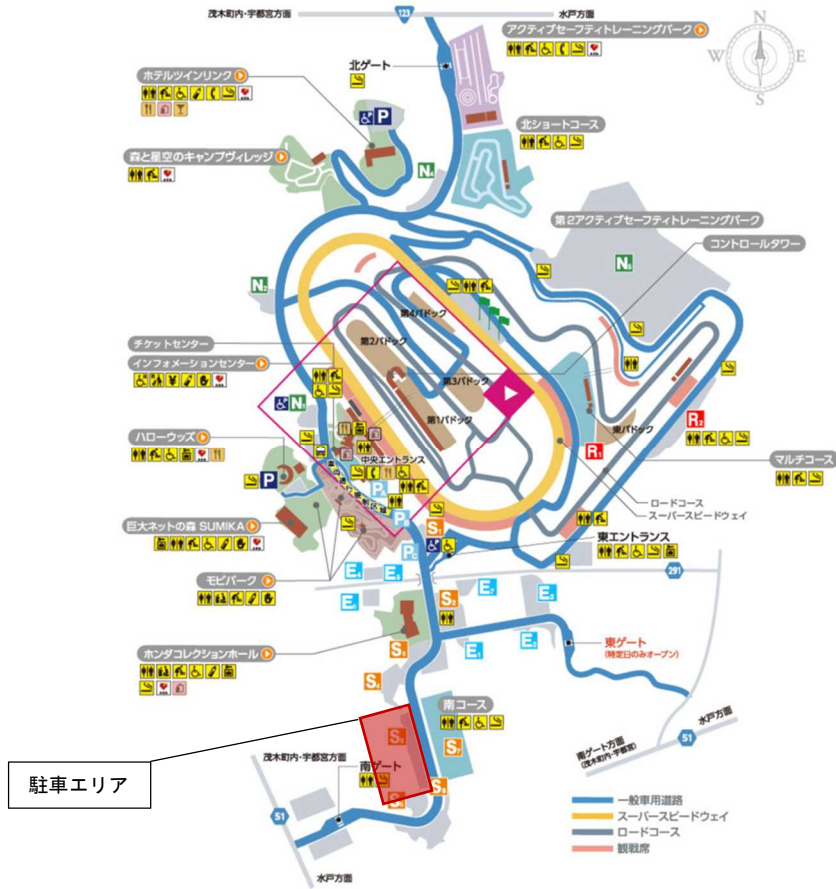 茂木町内・宇都宮方面
123
水戸方面
アクティブセーフティトレーニングパーク
N
W
E
S
北ゲート
ホテルツインリンク
P
北ショートコース
森と星空のキャンプヴィレッジ
N4
第2アクティブセーフティトレーニングパーク
コントロールタワー
N5
N2
第4パドック
第2パドック
チケットセンター
インフォメーションセンター
第3パドック
N1
第1パドック
東パドック
R2
ハローウッズ
中央エントランス
R1
マルチコース
P
PA
ロードコース
スーパースピードウェイ
巨大ネットの森 SUMIKA
PB
S1
東エントランス
PC
E4
E5
291
モビパーク
E7
E3
S2
E1
E2
東ゲート
(特定日のみオープン)
ホンダコレクションホール
S3
S4
南コース
水戸方面
51
南ゲート方面
(茂木町内・宇都宮)
S5
S7
茂木町内・宇都宮方面
駐車エリア
南ゲート
S8
51
水戸方面
一般車用道路
スーパースピードウェイ
ロードコース
観戦席